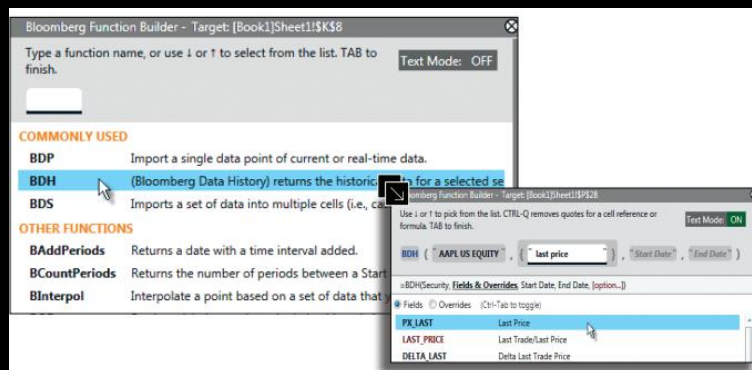 Bloomberg Function Builder - Target: [Book1]Sheet1!$K$8
Type a function name, or use ↓ or ↑ to select from the list. TAB to
finish.
Text Mode: OFF
COMMONLY USED
BDP Import a single data point of current or real-time data.
BDH (Bloomberg Data History) returns the historic for a selected se
BDS Imports a set of data into multiple cells (i.e., ca
OTHER FUNCTIONS
BAddPeriods Returns a date with a time interval added.
BCountPeriods Returns the number of periods between a Start
BInterpol Interpolate a point based on a set of data that y
Bloomberg Function Builder - Target: [Book1]Sheet1!$P$28
Use ↓ or ↑ to pick from the list. CTRL-Q removes quotes for a cell reference or
formula. TAB to finish.
Text Mode: ON
BDH ( " AAPL US EQUITY " , { " last price " } , "Start Date" , "End Date" )
=BDH(Security, Fields & Overrides, Start Date, End Date, [option...])
Fields Overrides (Ctrl-Tab to toggle)
PX_LAST Last Price
LAST_PRICE Last Trade/Last Price
DELTA_LAST Delta Last Trade Price